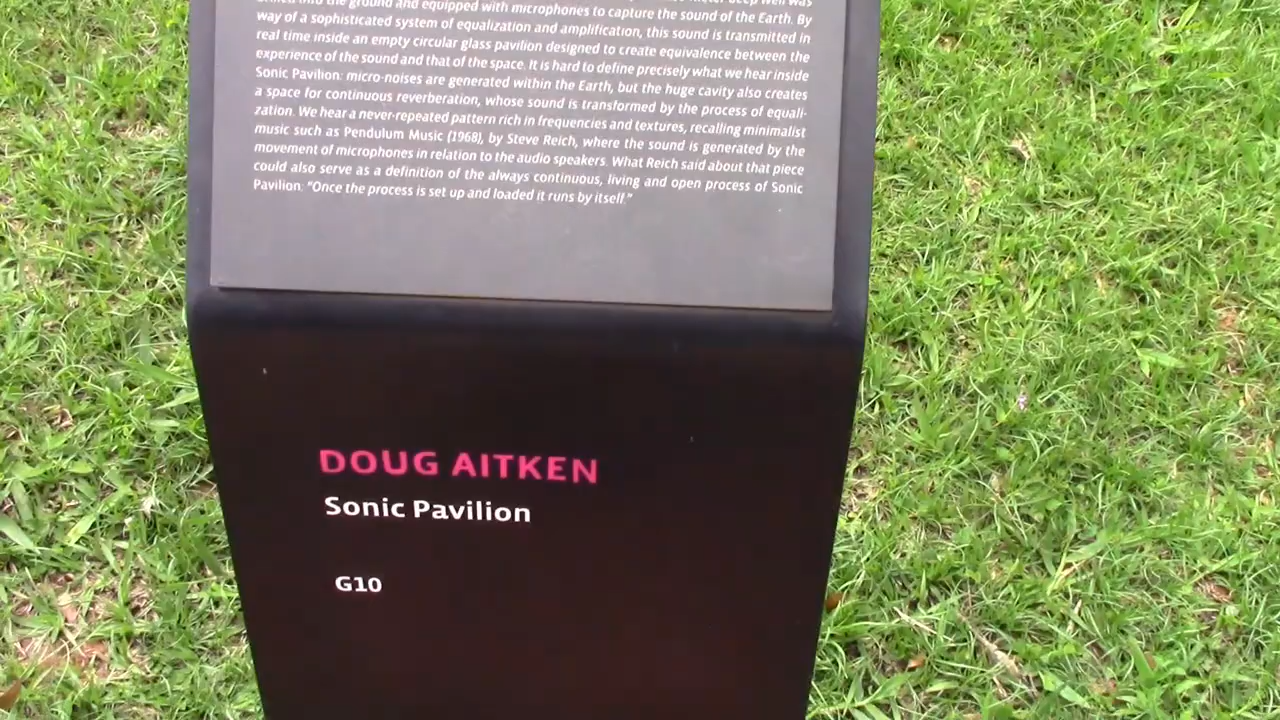 meter deep well was
drilled into the ground and equipped with microphones to capture the sound of the Earth. By
way of a sophisticated system of equalization and amplification, this sound is transmitted in
real time inside an empty circular glass pavilion designed to create equivalence between the
experience of the sound and that of the space. It is hard to define precisely what we hear inside
Sonic Pavilion: micro-noises are generated within the Earth, but the huge cavity also creates
a space for continuous reverberation, whose sound is transformed by the process of equali-
zation. We hear a never-repeated pattern rich in frequencies and textures, recalling minimalist
music such as Pendulum Music (1968), by Steve Reich, where the sound is generated by the
movement of microphones in relation to the audio speakers. What Reich said about that piece
could also serve as a definition of the always continuous, living and open process of Sonic
Pavilion: “Once the process is set up and loaded it runs by itself.”
DOUG AITKEN
Sonic Pavilion
G10